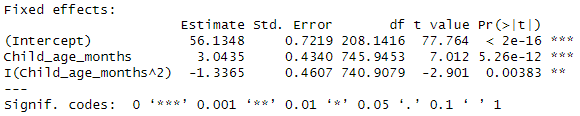 Fixed effects:
Estimate Std. Error df t value Pr(>|t|)
(Intercept) 56.1348 0.7219 208.1416 77.764 < 2e-16 ***
Child_age_months 3.0435 0.4340 745.9453 7.012 5.26e-12 ***
I(Child_age_months^2) -1.3365 0.4607 740.9079 -2.901 0.00383 **
---
Signif. codes: 0 ‘***’ 0.001 ‘**’ 0.01 ‘*’ 0.05 ‘.’ 0.1 ‘ ’ 1